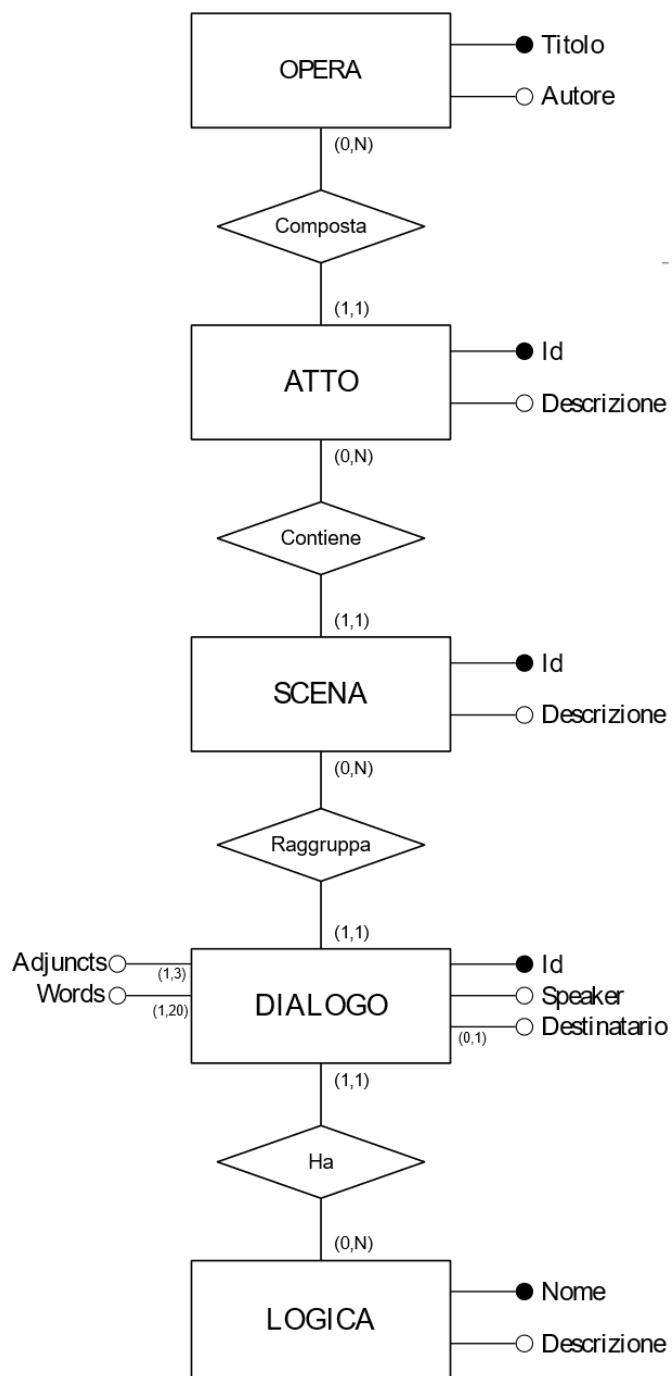 OPERA
Titolo
Autore
(0,N)
Composta
(1,1)
ATTO
Id
Descrizione
(0,N)
Contiene
(1,1)
SCENA
Id
Descrizione
(0,N)
Raggruppa
(1,1)
Adjuncts
(1,3)
Words
(1,20)
DIALOGO
Id
Speaker
Destinatario
(0,1)
(1,1)
Ha
(0,N)
LOGICA
Nome
Descrizione